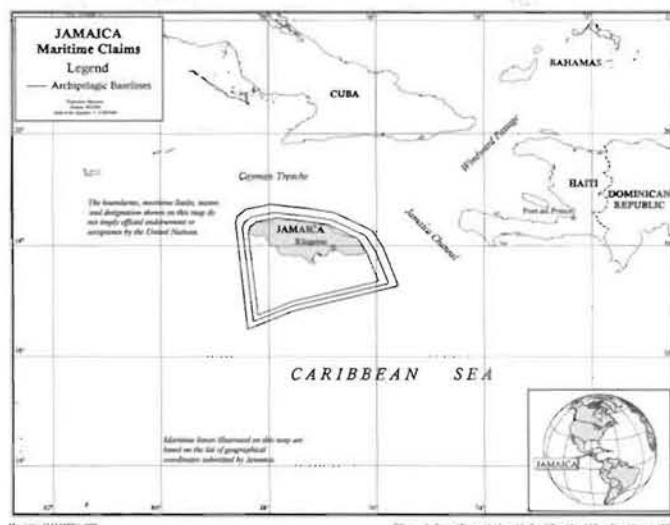 JAMAICA
Maritime Claims
Legend
Archipelagic Baselines
BAHAMAS
CUBA
Windward Passage
Cayman Trenche
HAITI
DOMINICAN
REPUBLIC
Port-au-Prince
The boundaries, maritime limits, names
and designation shown on this map do
not imply official endorsement or
acceptance by the United Nations.
Jamaica Channel
JAMAICA
Kingston
CARIBBEAN SEA
Maritime limits illustrated on this map are
based on the list of geographical
coordinates submitted by Jamaica.
JAMAICA